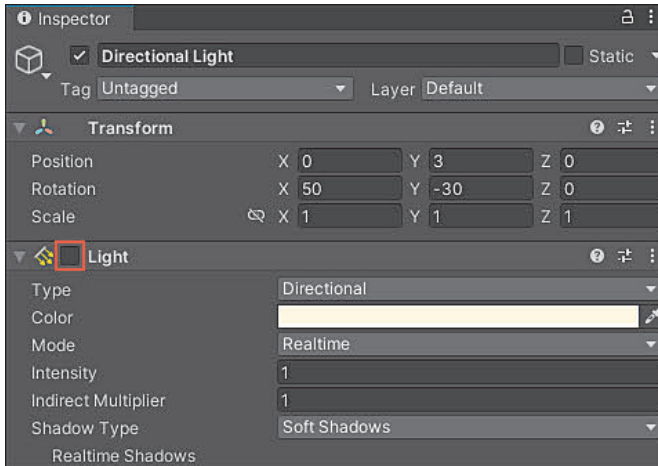 Inspector
Directional Light Static
Tag Untagged Layer Default
Transform
Position X 0 Y 3 Z 0
Rotation X 50 Y -30 Z 0
Scale X 1 Y 1 Z 1
Light
Type Directional
Color
Mode Realtime
Intensity 1
Indirect Multiplier 1
Shadow Type Soft Shadows
Realtime Shadows